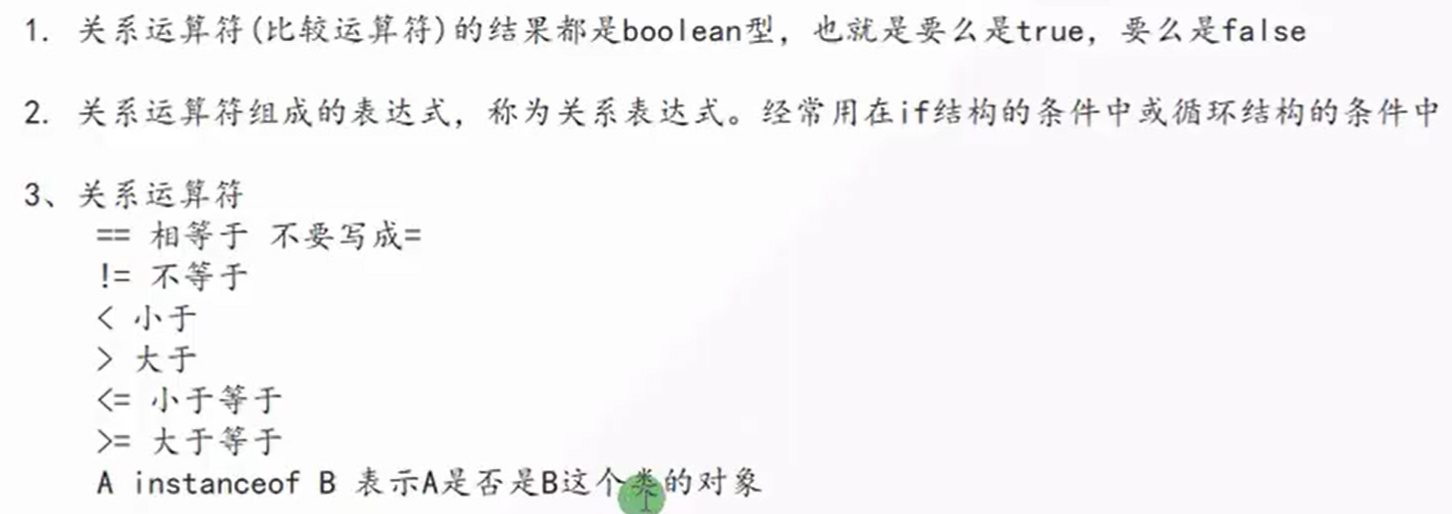 1. 关系运算符(比较运算符)的结果都是boolean型，也就是要么是true，要么是false
2. 关系运算符组成的表达式，称为关系表达式。经常用在if结构的条件中或循环结构的条件中
3、关系运算符
== 相等于 不要写成=
!= 不等于
< 小于
> 大于
<= 小于等于
>= 大于等于
A instanceof B 表示A是否是B这个类的对象